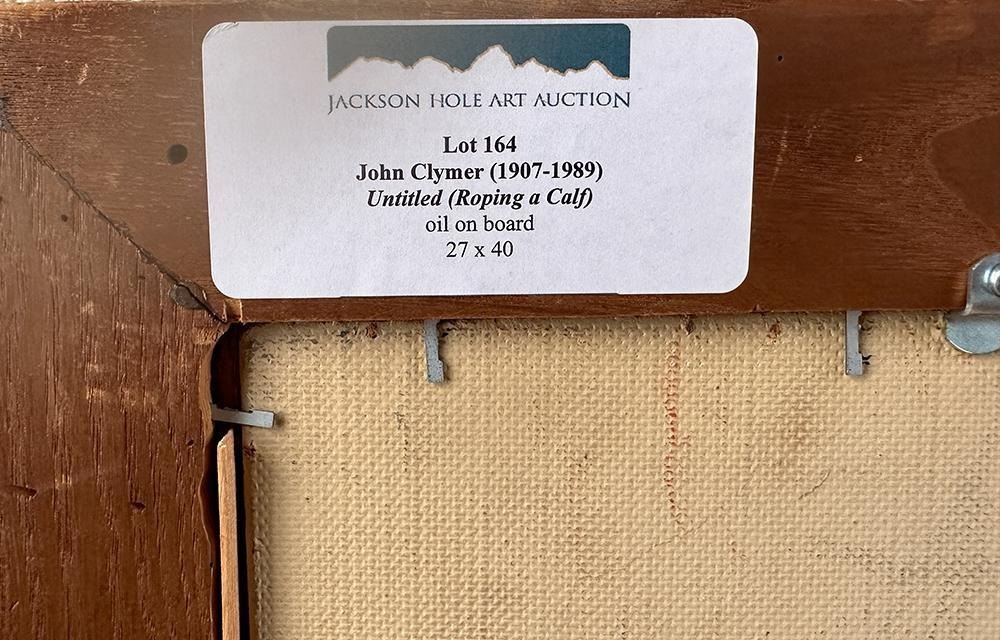 JACKSON HOLE ART AUCTION
Lot 164
John Clymer (1907-1989)
Untitled (Roping a Calf)
oil on board
27 x 40